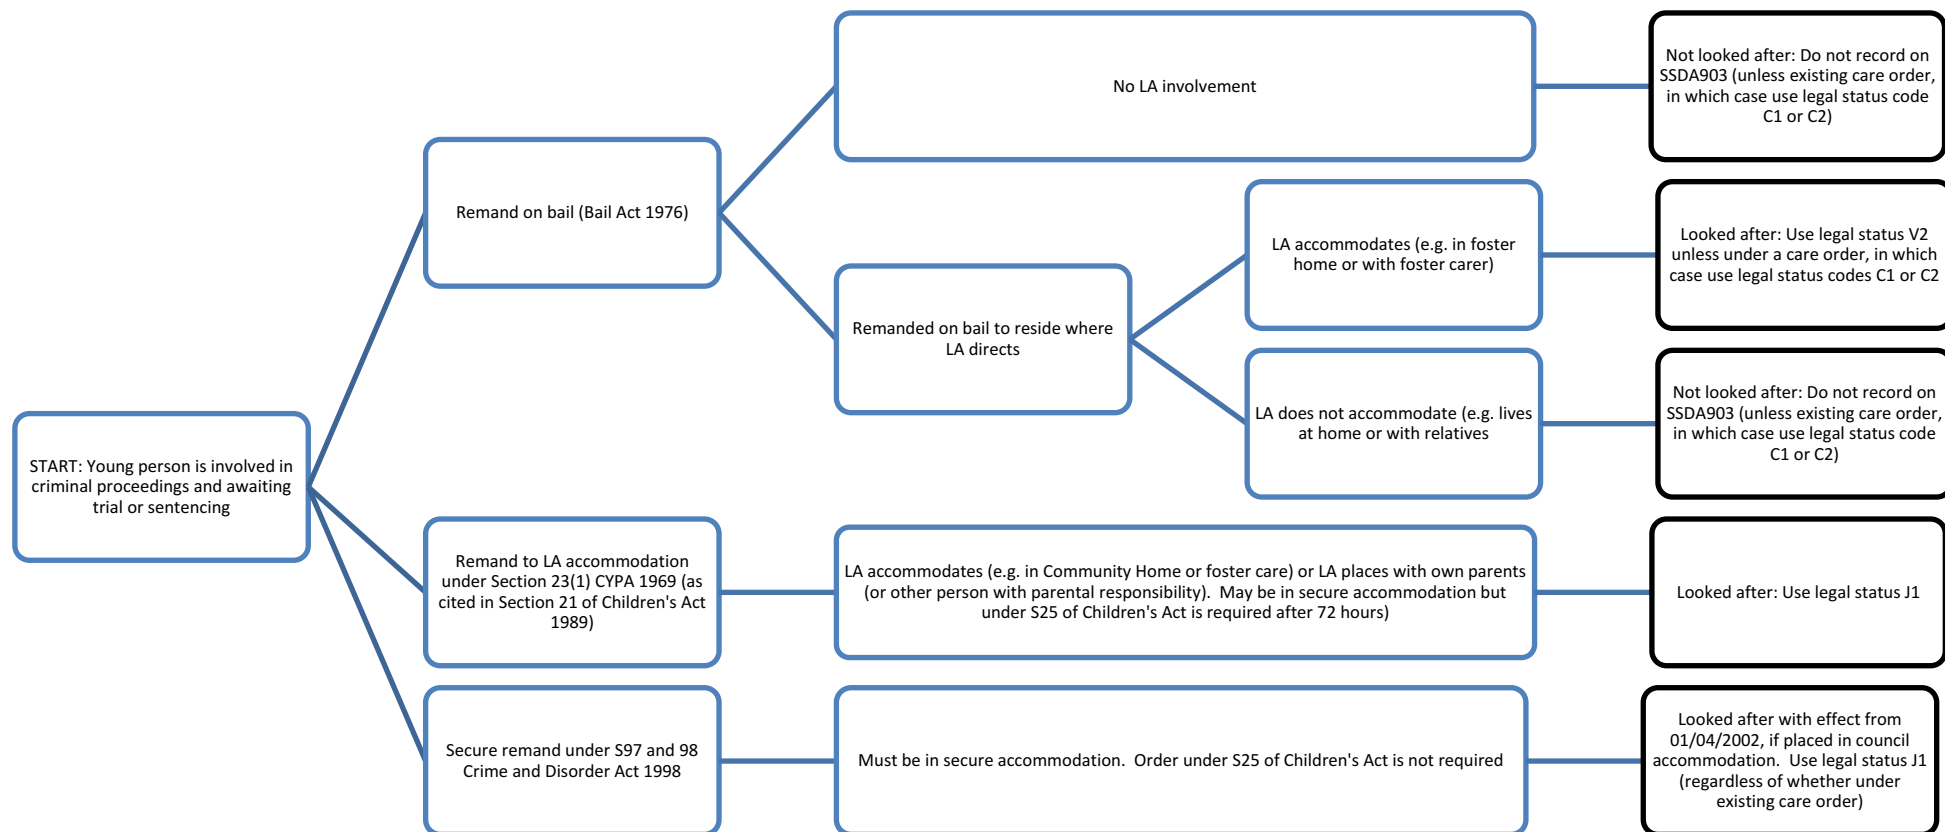 START: Young person is involved in
criminal proceedings and awaiting
trial or sentencing
Remand on bail (Bail Act 1976)
No LA involvement
Not looked after: Do not record on
SSDA903 (unless existing care order,
in which case use legal status code
C1 or C2)
Remanded on bail to reside where
LA directs
LA accommodates (e.g. in foster
home or with foster carer)
Looked after: Use legal status V2
unless under a care order, in which
case use legal status codes C1 or C2
LA does not accommodate (e.g. lives
at home or with relatives
Not looked after: Do not record on
SSDA903 (unless existing care order,
in which case use legal status code
C1 or C2)
Remand to LA accommodation
under Section 23(1) CYPA 1969 (as
cited in Section 21 of Children's Act
1989)
LA accommodates (e.g. in Community Home or foster care) or LA places with own parents
(or other person with parental responsibility).  May be in secure accommodation but
under S25 of Children's Act is required after 72 hours)
Looked after: Use legal status J1
Secure remand under S97 and 98
Crime and Disorder Act 1998
Must be in secure accommodation.  Order under S25 of Children's Act is not required
Looked after with effect from
01/04/2002, if placed in council
accommodation.  Use legal status J1
(regardless of whether under
existing care order)